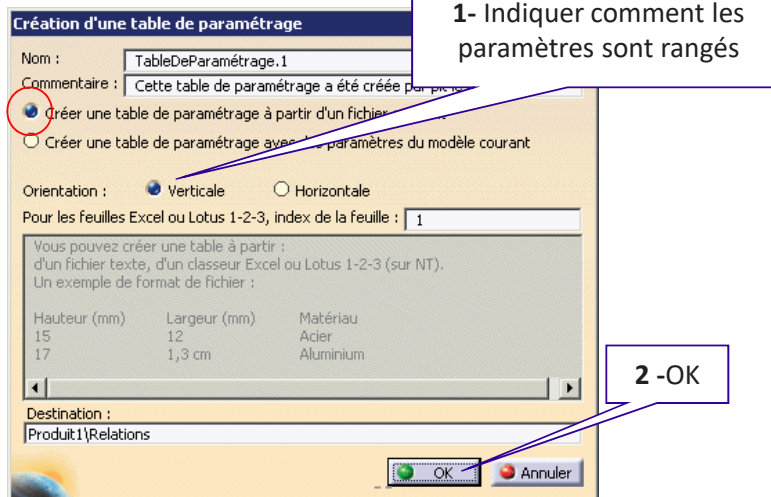 Création d'une table de paramétrage
1- Indiquer comment les
paramètres sont rangés
Nom :
TableDeParamétrage.1
Commentaire :
Cette table de paramétrage a été créée par
Créer une table de paramétrage à partir d'un fichier
Créer une table de paramétrage avec des paramètres du modèle courant
Orientation :
Verticale
Horizontale
Pour les feuilles Excel ou Lotus 1-2-3, index de la feuille :
1
Vous pouvez créer une table à partir :
d'un fichier texte, d'un classeur Excel ou Lotus 1-2-3 (sur NT).
Un exemple de format de fichier :
Hauteur (mm) Largeur (mm) Matériau
15 12 Acier
17 1,3 cm Aluminium
2 -OK
Destination :
Produit1\Relations
OK
Annuler